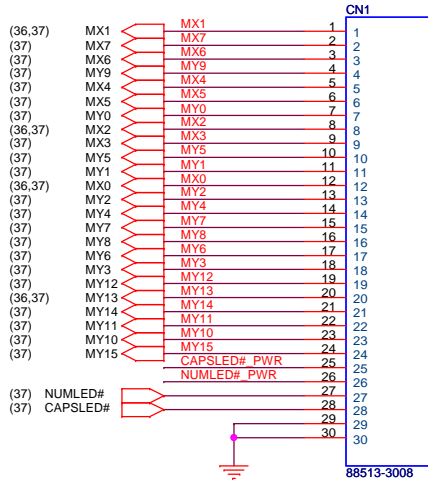 CN1
(36,37) MX1 MX1 1 1
(37) MX7 MX7 2 2
(37) MX6 MX6 3 3
(37) MY9 MY9 4 4
(37) MX4 MX4 5 5
(37) MX5 MX5 6 6
(37) MY0 MY0 7 7
(36,37) MX2 MX2 8 8
(37) MX3 MX3 9 9
(37) MY5 MY5 10 10
(37) MY1 MY1 11 11
(36,37) MX0 MX0 12 12
(37) MY2 MY2 13 13
(37) MY4 MY4 14 14
(37) MY7 MY7 15 15
(37) MY8 MY8 16 16
(37) MY6 MY6 17 17
(37) MY3 MY3 18 18
(37) MY12 MY12 19 19
(36,37) MY13 MY13 20 20
(37) MY14 MY14 21 21
(37) MY11 MY11 22 22
(37) MY10 MY10 23 23
(37) MY15 MY15 24 24
CAPSLED#_PWR 25 25
NUMLED#_PWR 26 26
(37) NUMLED# 27 27
(37) CAPSLED# 28 28
29 29
30 30
88513-3008